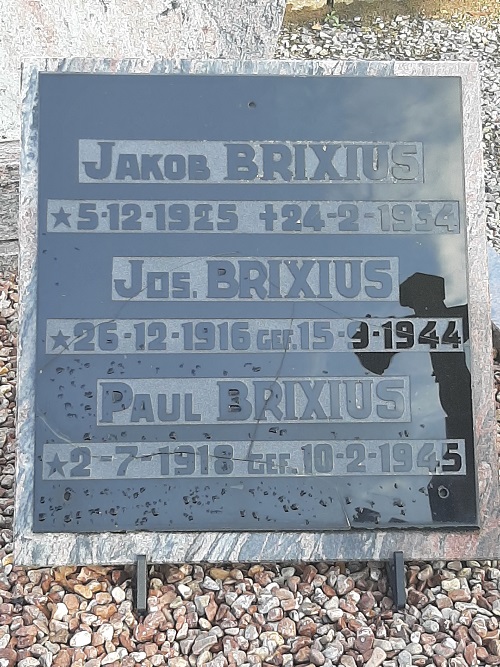 JAKOB BRIXIUS
★5-12-1925 ✝24-2-1934
JOS. BRIXIUS
★26-12-1916 GEF. 15-9-1944
PAUL BRIXIUS
★2-7-1918 GEF. 10-2-1945